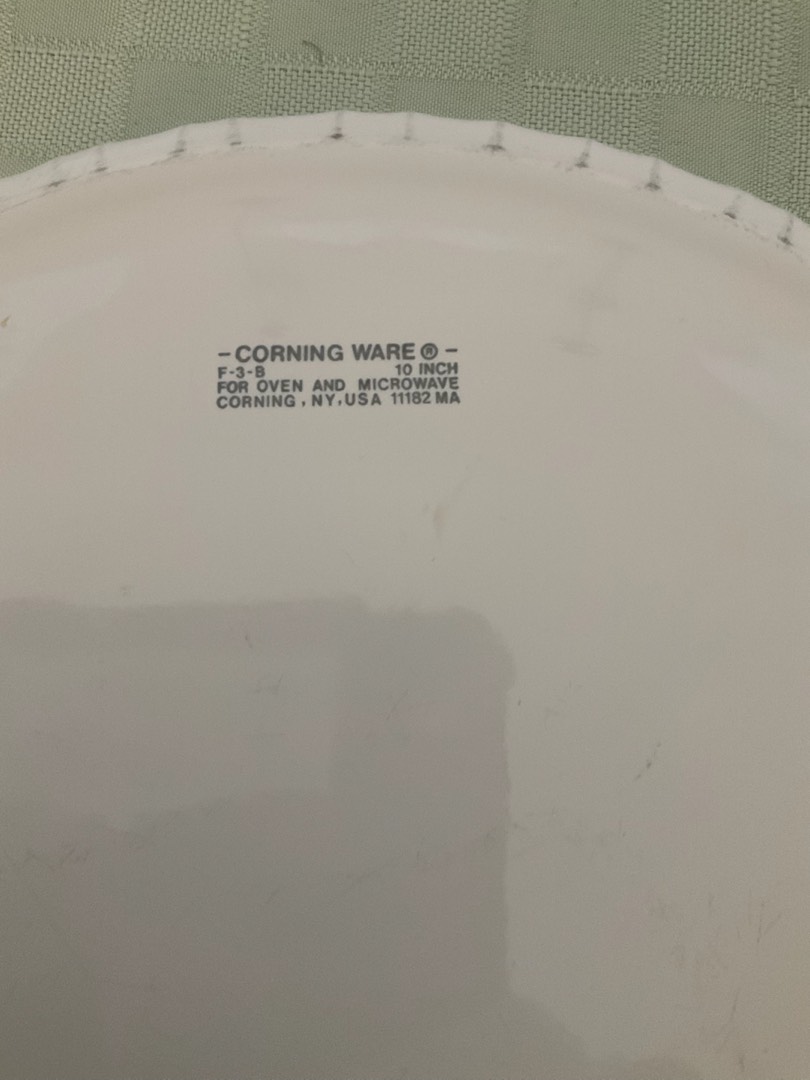 -CORNING WARE®-
F-3-B 10 INCH
FOR OVEN AND MICROWAVE
CORNING, NY, USA 11182 MA